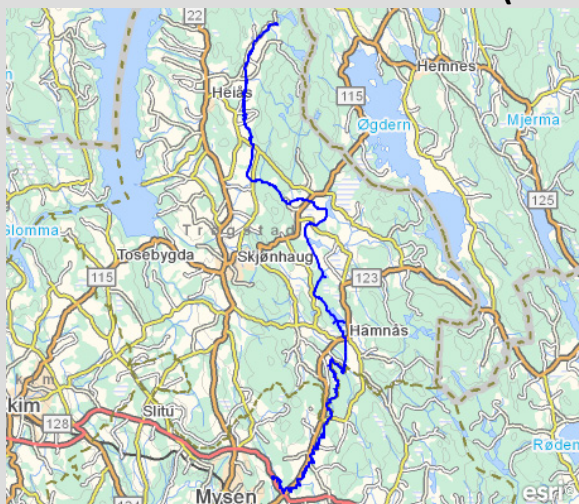 22
Hemnes
Heiås
115
Øgdern
Mjerma
125
Glomma
Trøgstad
Tosebygda
Skjønhaug
115
123
Hamnås
kim
Slitu
128
Røden
Mysen
esri